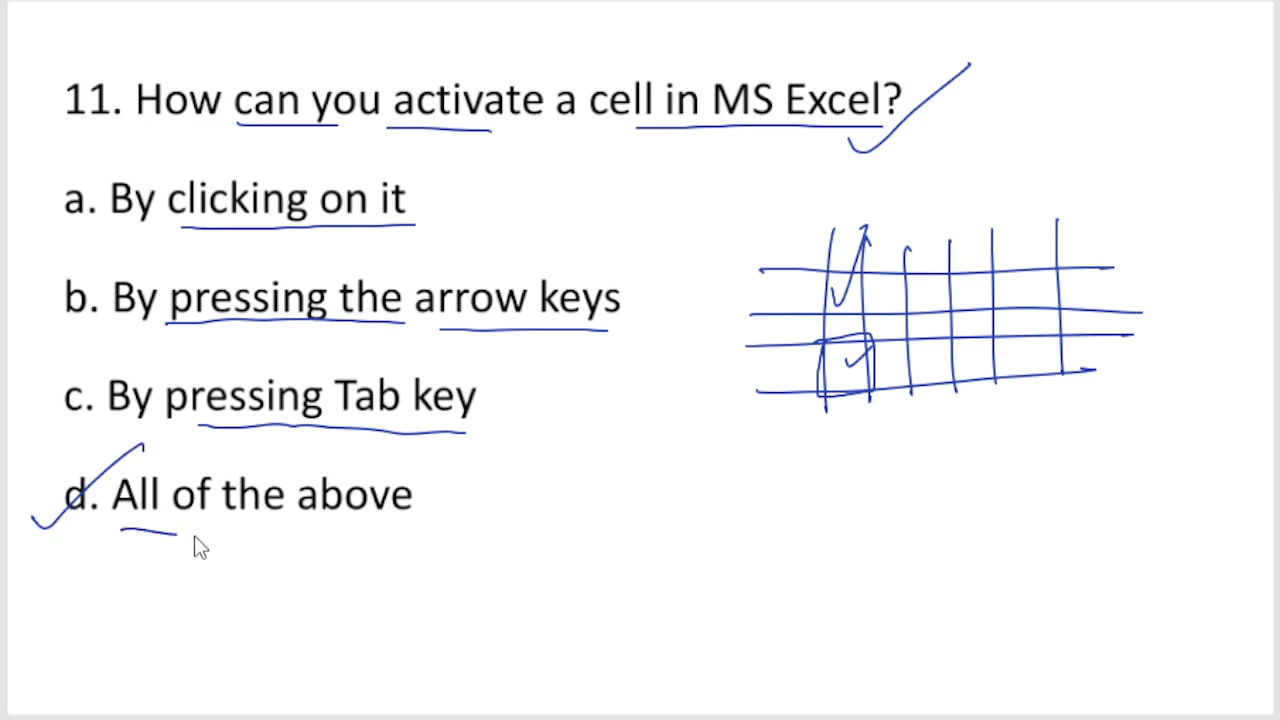 11. How can you activate a cell in MS Excel?
a. By clicking on it
b. By pressing the arrow keys
c. By pressing Tab key
d. All of the above